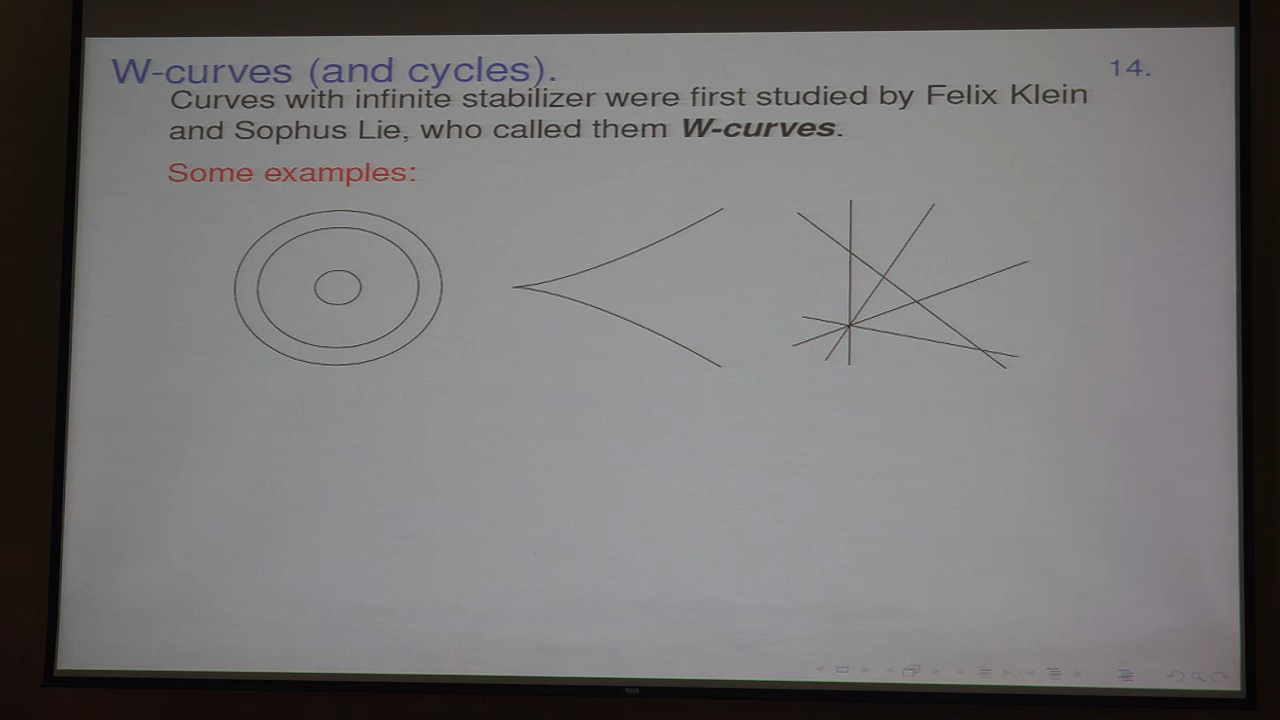 W-curves (and cycles).
14.
Curves with infinite stabilizer were first studied by Felix Klein
and Sophus Lie, who called them W-curves.
Some examples: